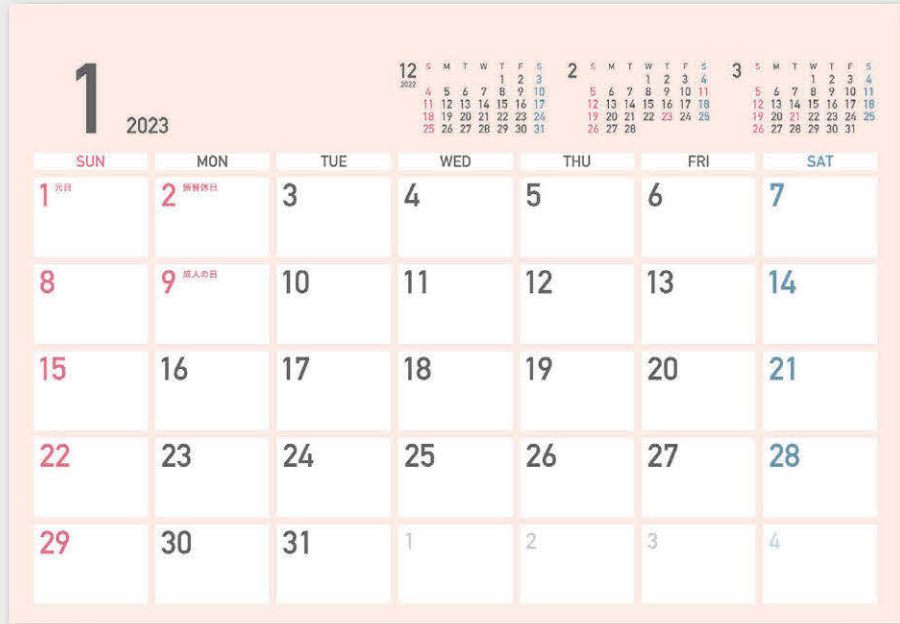 1 2023
12 2022
S M T W T F S
1 2 3
4 5 6 7 8 9 10
11 12 13 14 15 16 17
18 19 20 21 22 23 24
25 26 27 28 29 30 31
2
S M T W T F S
1 2 3 4
5 6 7 8 9 10 11
12 13 14 15 16 17 18
19 20 21 22 23 24 25
26 27 28
3
S M T W T F S
1 2 3 4
5 6 7 8 9 10 11
12 13 14 15 16 17 18
19 20 21 22 23 24 25
26 27 28 29 30 31
SUN MON TUE WED THU FRI SAT
1 元日 2 振替休日 3 4 5 6 7
8 9 成人の日 10 11 12 13 14
15 16 17 18 19 20 21
22 23 24 25 26 27 28
29 30 31 1 2 3 4